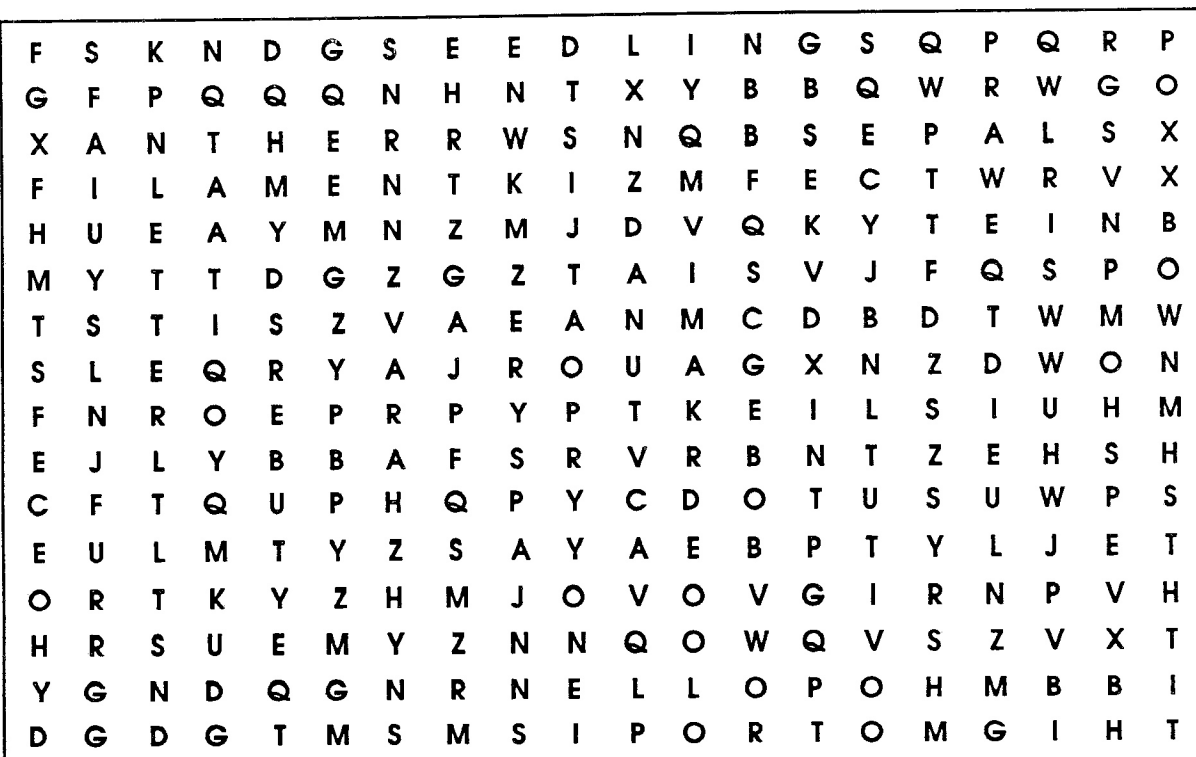 F S K N D G S E E D L I N G S Q P Q R P
G F P Q Q Q N H N T X Y B B Q W R W G O
X A N T H E R R W S N Q B S E P A L S X
F I L A M E N T K I Z M F E C T W R V X
H U E A Y M N Z M J D V Q K Y T E I N B
M Y T T D G Z G Z T A I S V J F Q S P O
T S T I S Z V A E A N M C D B D T W M W
S L E Q R Y A J R O U A G X N Z D W O N
F N R O E P R P Y P T K E I L S I U H M
E J L Y B B A F S R V R B N T Z E H S H
C F T Q U P H Q P Y C D O T U S U W P S
E U L M T Y Z S A Y A E B P T Y L J E T
O R T K Y Z H M J O V O V G I R N P V H
H R S U E M Y Z N N Q O W Q V S Z V X T
Y G N D Q G N R N E L L O P O H M B B I
D G D G T M S M S I P O R T O M G I H T